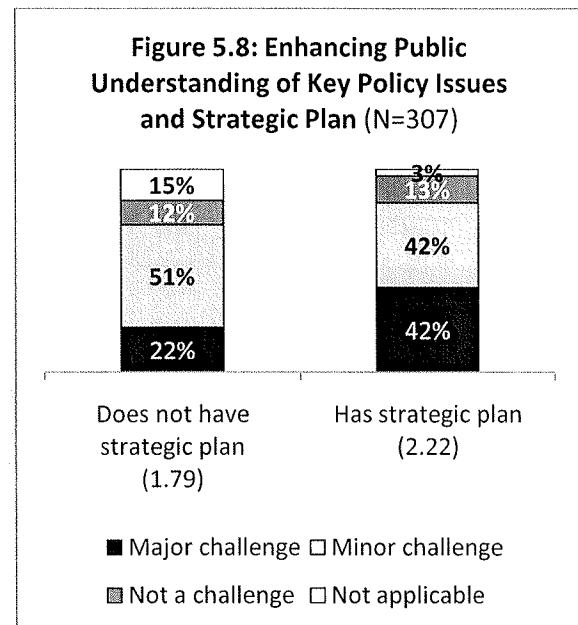 Figure 5.8: Enhancing Public
Understanding of Key Policy Issues
and Strategic Plan (N=307)
15%
12%
51%
22%
3%
13%
42%
42%
Does not have
strategic plan
(1.79)
Has strategic plan
(2.22)
Major challenge Minor challenge
Not a challenge Not applicable